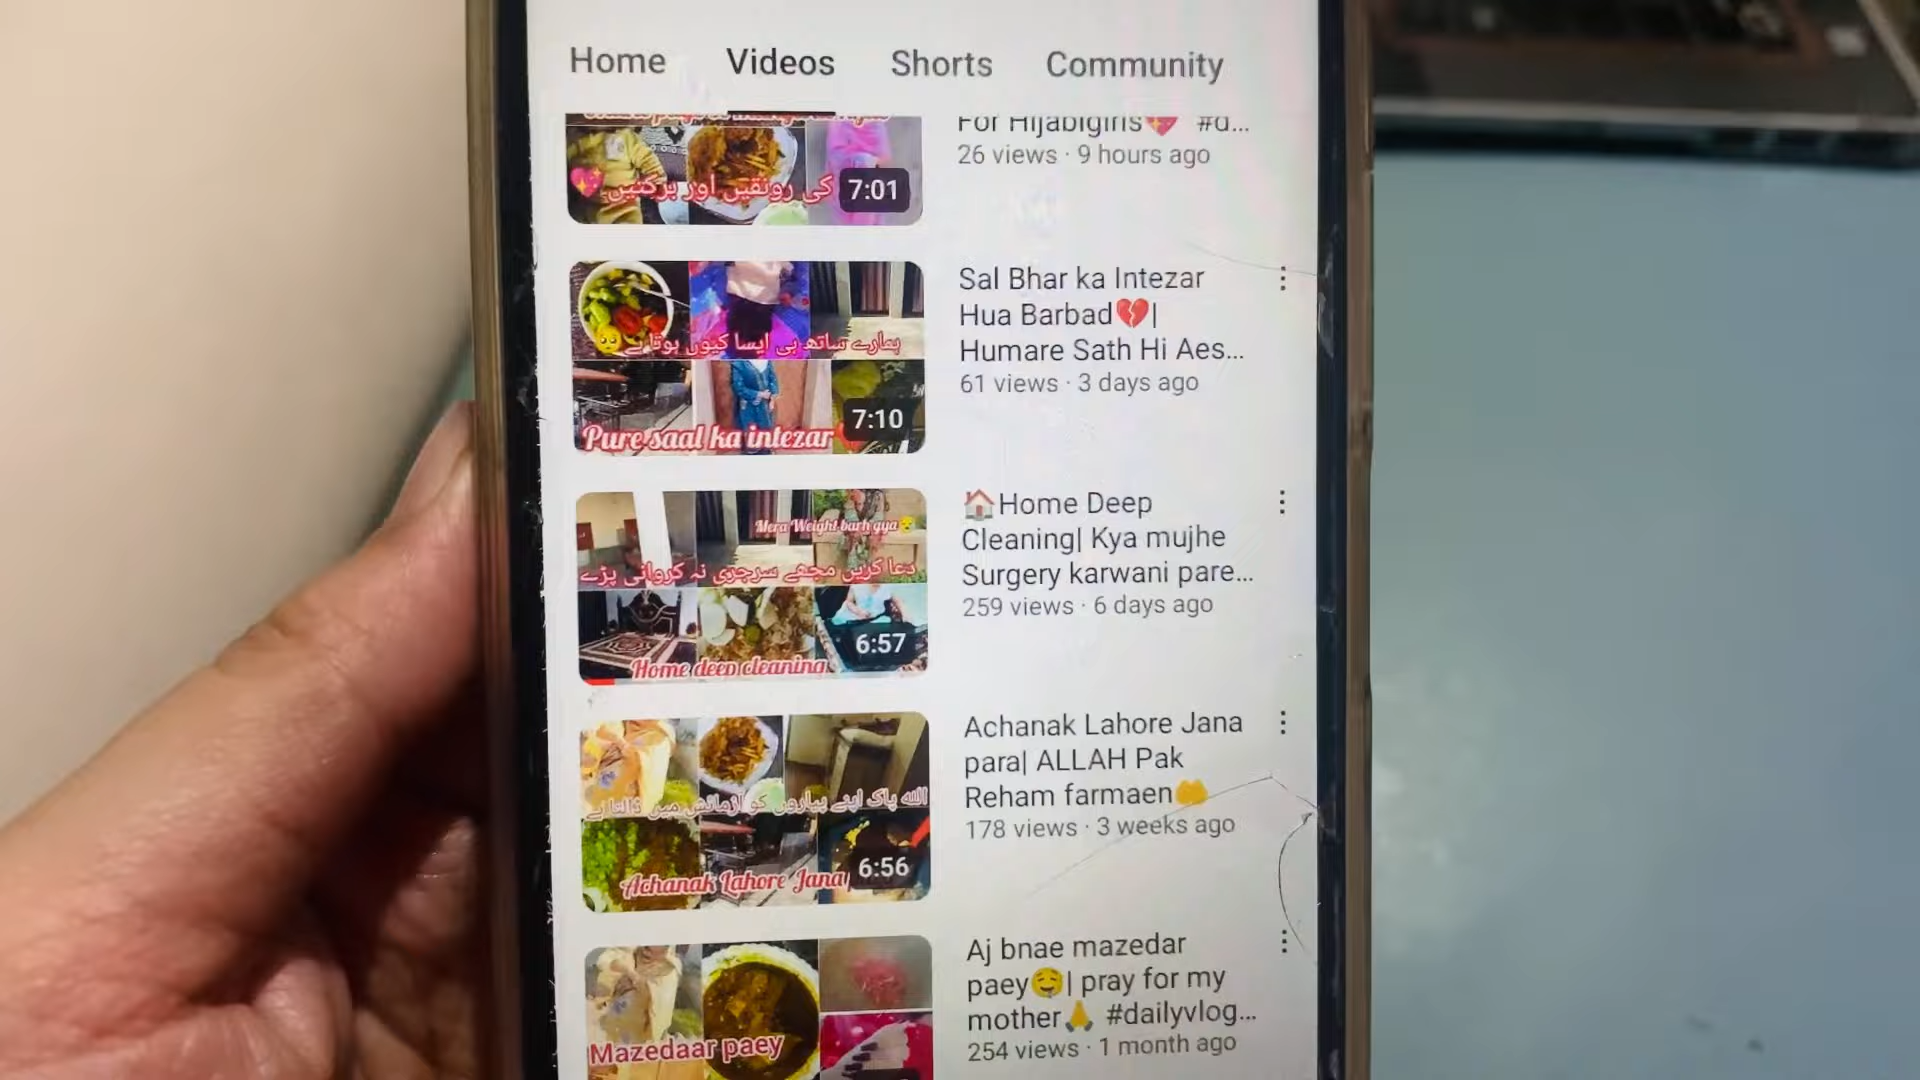 Home Videos Shorts Community
کی رونقیں اور برکتیں
7:01
For Hijabigirls💖 #d...
26 views · 9 hours ago
ہمارے ساتھ ہی ایسا کیوں ہوتا ہے
Pure saal ka intezar
7:10
Sal Bhar ka Intezar
Hua Barbad💔|
Humare Sath Hi Aes...
61 views · 3 days ago
Mera Weight barh gya
دعا کریں مجھے سرجری نہ کروانی پڑے
Home deep cleaning
6:57
🏠Home Deep
Cleaning| Kya mujhe
Surgery karwani pare...
259 views · 6 days ago
اللہ پاک اپنے پیاروں کو آزمائش میں ڈالتا ہے
Achanak Lahore Jana
6:56
Achanak Lahore Jana
para| ALLAH Pak
Reham farmaen🤲
178 views · 3 weeks ago
Mazedaar paey
Aj bnae mazedar
paey🤤| pray for my
mother🙏 #dailyvlog...
254 views · 1 month ago